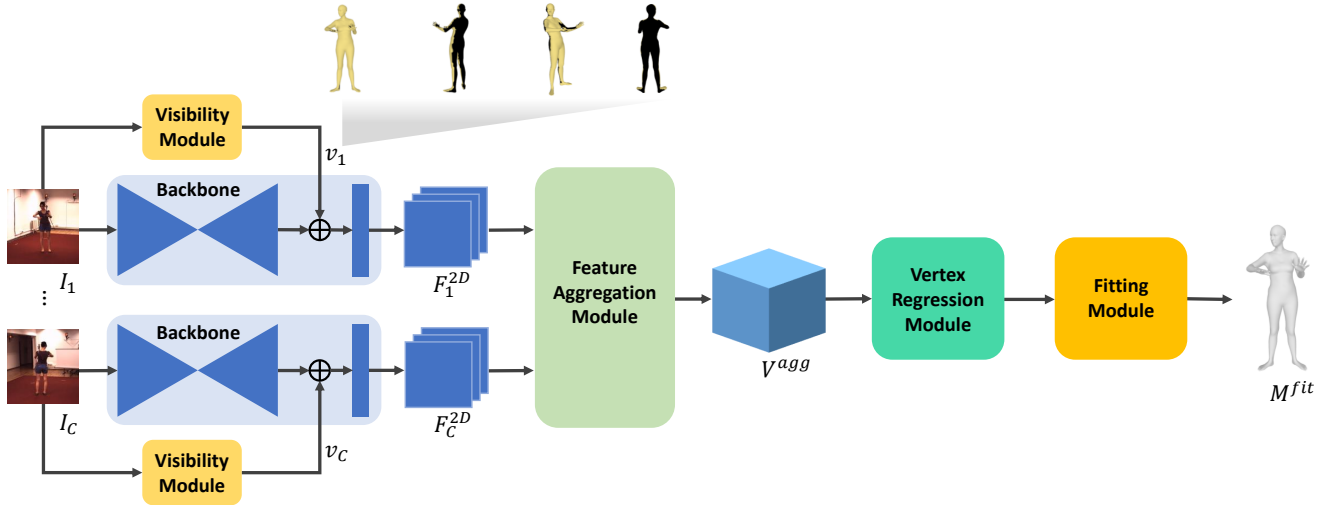 Visibility
Module
v_1
Backbone
I_1
F_1^{2D}
⋮
Feature
Aggregation
Module
V^{agg}
Vertex
Regression
Module
Fitting
Module
M^{fit}
Backbone
I_C
F_C^{2D}
v_C
Visibility
Module